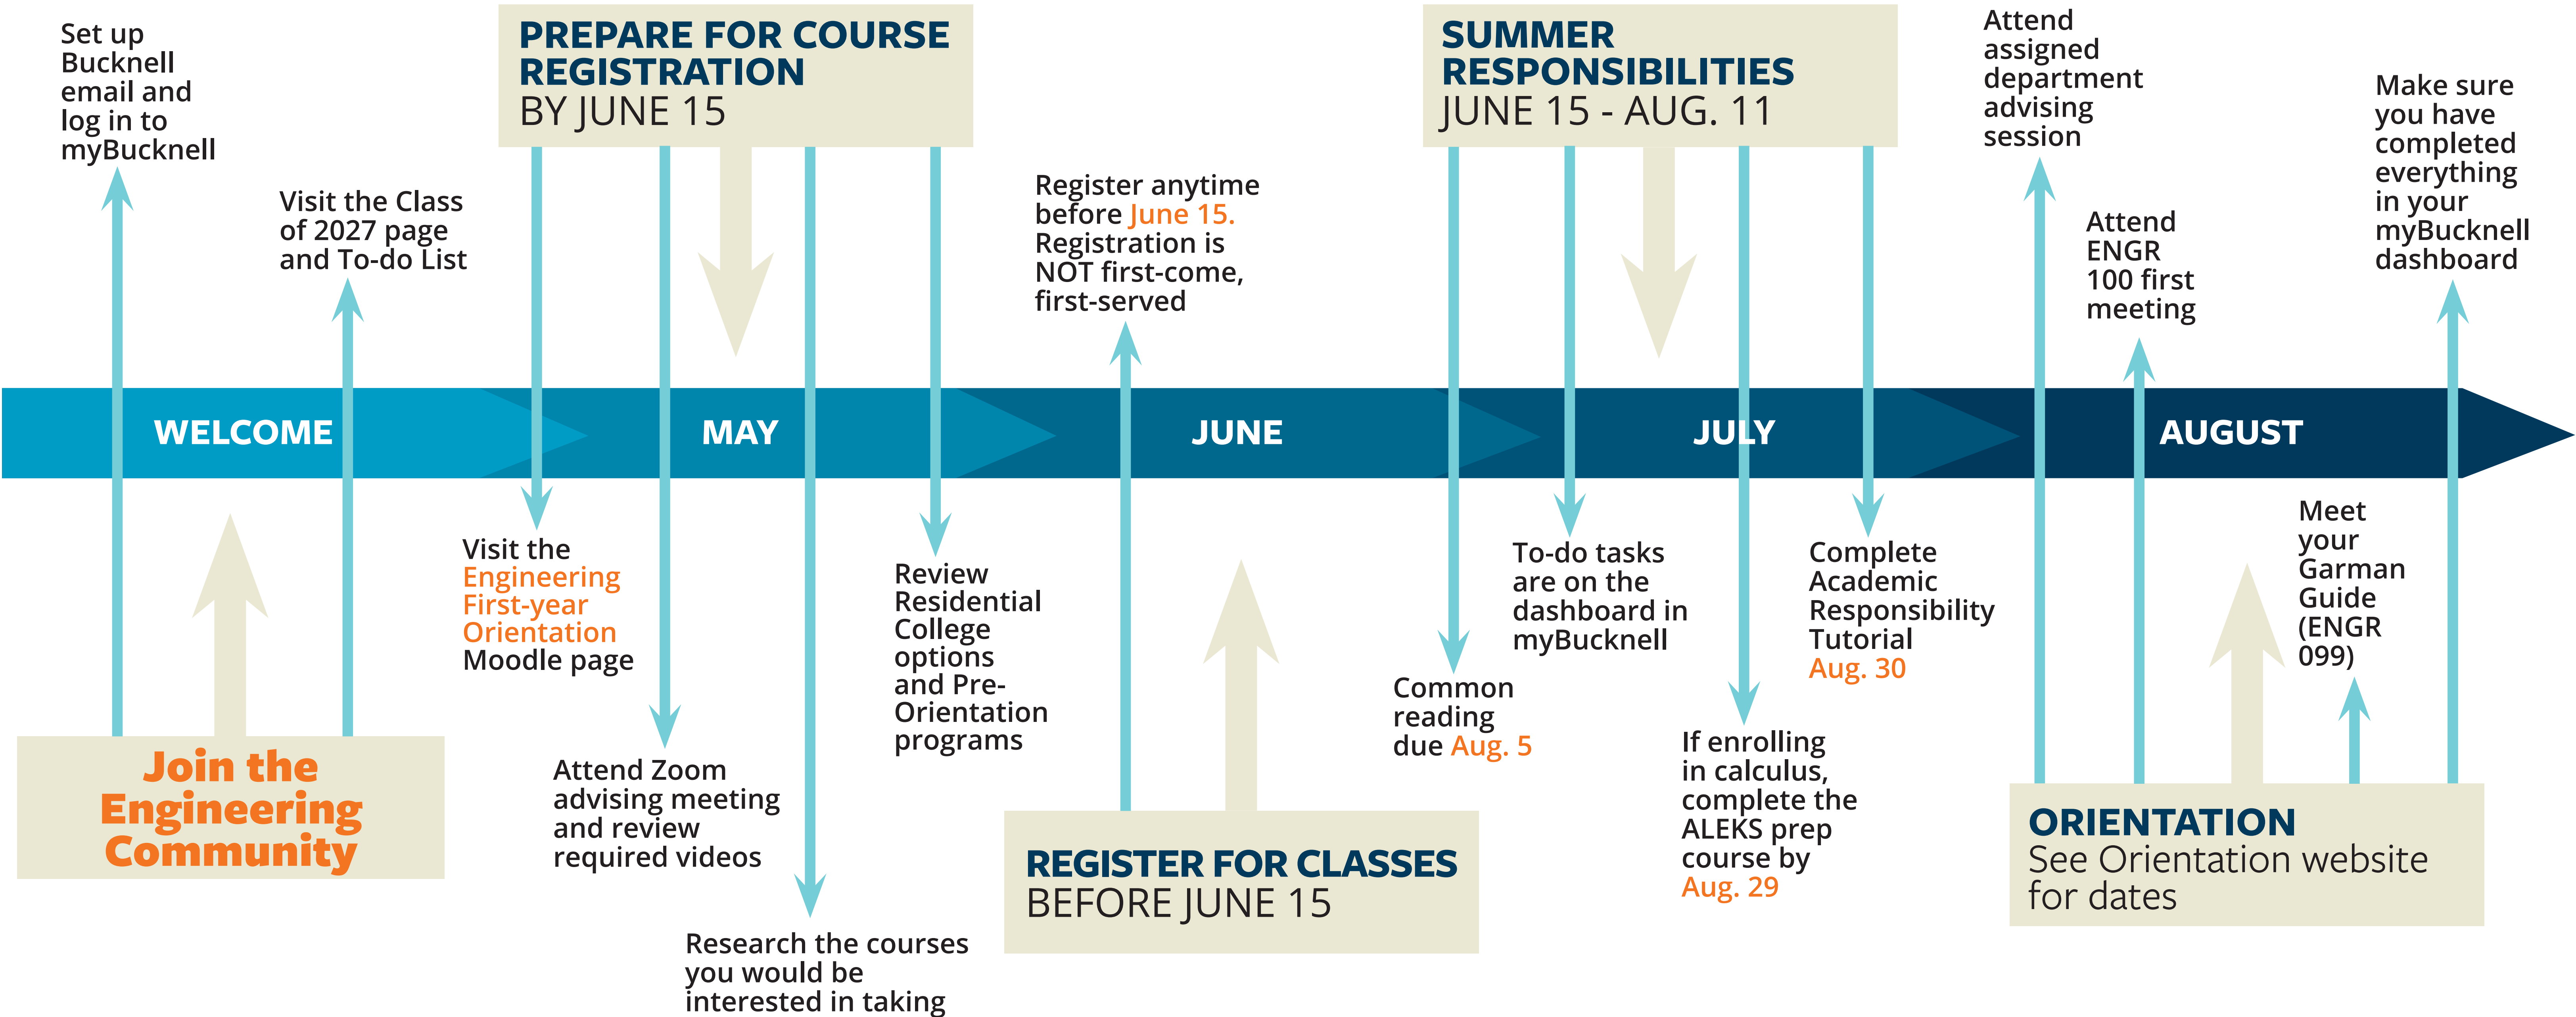 Set up
Bucknell
email and
log in to
myBucknell
Visit the Class
of 2027 page
and To-do List
PREPARE FOR COURSE
REGISTRATION
BY JUNE 15
Register anytime
before June 15.
Registration is
NOT first-come,
first-served
SUMMER
RESPONSIBILITIES
JUNE 15 - AUG. 11
Attend
assigned
department
advising
session
Attend
ENGR
100 first
meeting
Make sure
you have
completed
everything
in your
myBucknell
dashboard
WELCOME
MAY
JUNE
JULY
AUGUST
Join the
Engineering
Community
Visit the
Engineering
First-year
Orientation
Moodle page
Attend Zoom
advising meeting
and review
required videos
Research the courses
you would be
interested in taking
Review
Residential
College
options
and Pre-
Orientation
programs
REGISTER FOR CLASSES
BEFORE JUNE 15
Common
reading
due Aug. 5
To-do tasks
are on the
dashboard in
myBucknell
If enrolling
in calculus,
complete the
ALEKS prep
course by
Aug. 29
Complete
Academic
Responsibility
Tutorial
Aug. 30
Meet
your
Garman
Guide
(ENGR
099)
ORIENTATION
See Orientation website
for dates